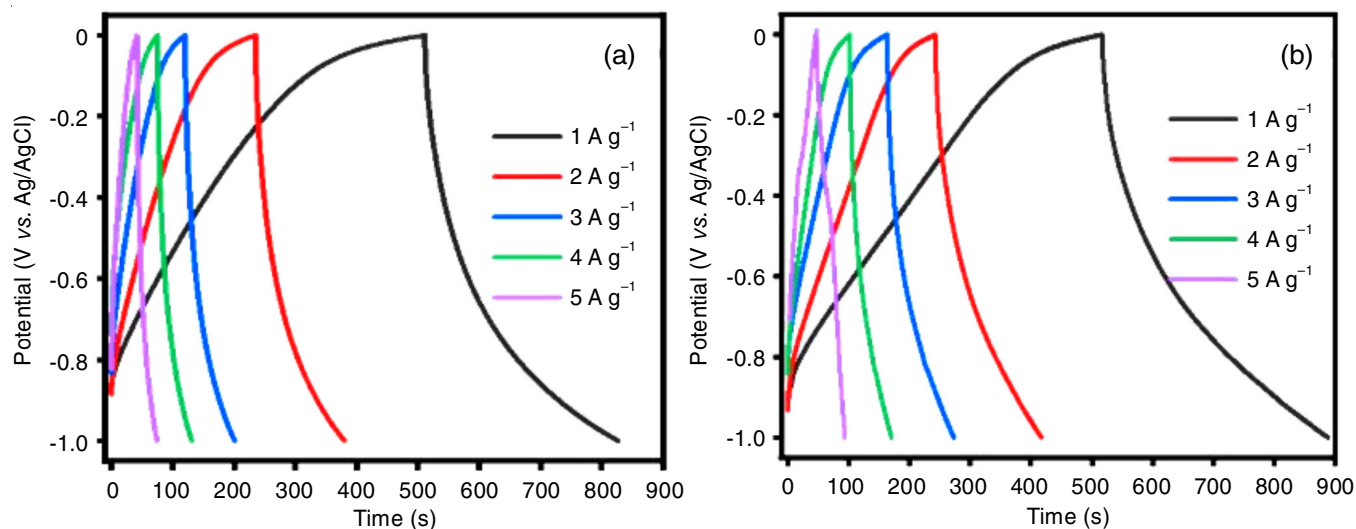 (a)
0
-0.2
-0.4
-0.6
-0.8
-1.0
Potential (V vs. Ag/AgCl)
1 A g⁻¹
2 A g⁻¹
3 A g⁻¹
4 A g⁻¹
5 A g⁻¹
0 100 200 300 400 500 600 700 800 900
Time (s)
(b)
0
-0.2
-0.4
-0.6
-0.8
-1.0
Potential (V vs. Ag/AgCl)
1 A g⁻¹
2 A g⁻¹
3 A g⁻¹
4 A g⁻¹
5 A g⁻¹
0 100 200 300 400 500 600 700 800 900
Time (s)